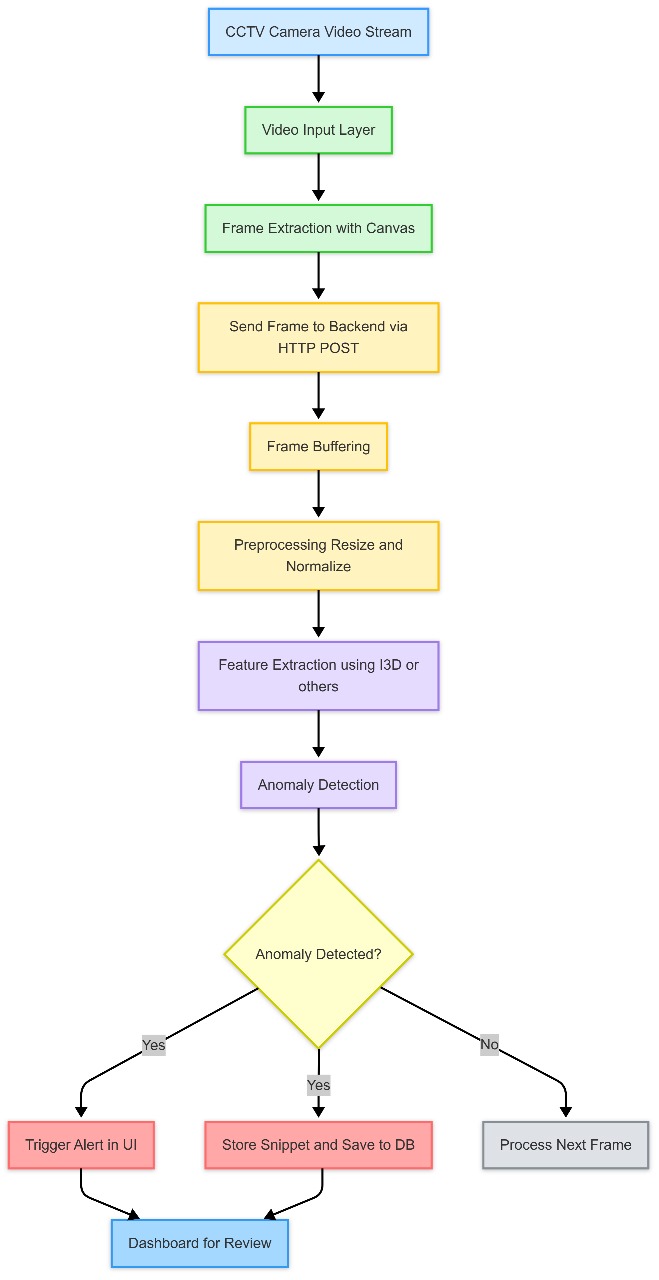 CCTV Camera Video Stream
Video Input Layer
Frame Extraction with Canvas
Send Frame to Backend via
HTTP POST
Frame Buffering
Preprocessing Resize and
Normalize
Feature Extraction using I3D or
others
Anomaly Detection
Anomaly Detected?
Yes
Yes
No
Trigger Alert in UI
Store Snippet and Save to DB
Process Next Frame
Dashboard for Review